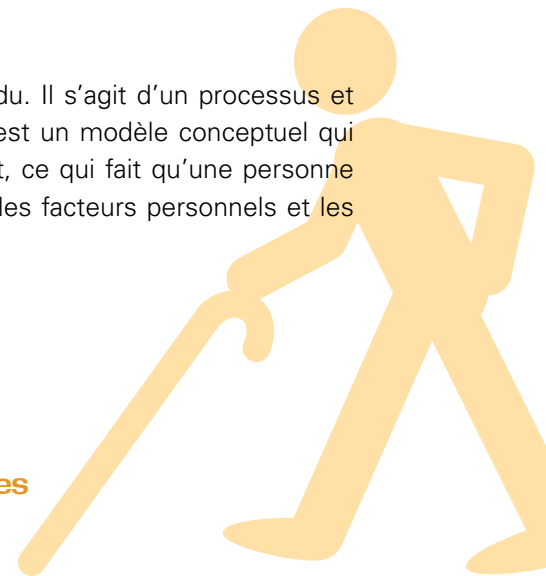 du. Il s’agit d’un processus et
est un modèle conceptuel qui
t, ce qui fait qu’une personne
les facteurs personnels et les
es